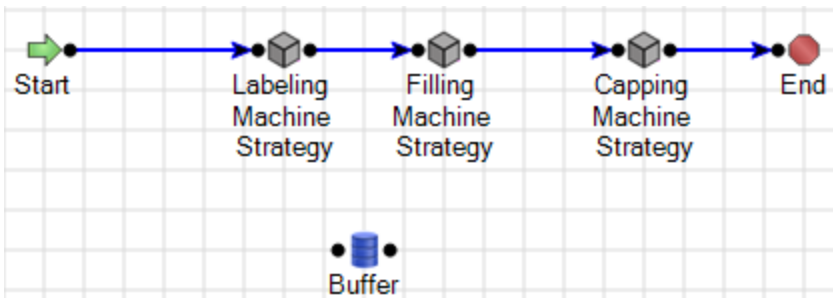 Start
Labeling
Machine
Strategy
Filling
Machine
Strategy
Capping
Machine
Strategy
End
Buffer